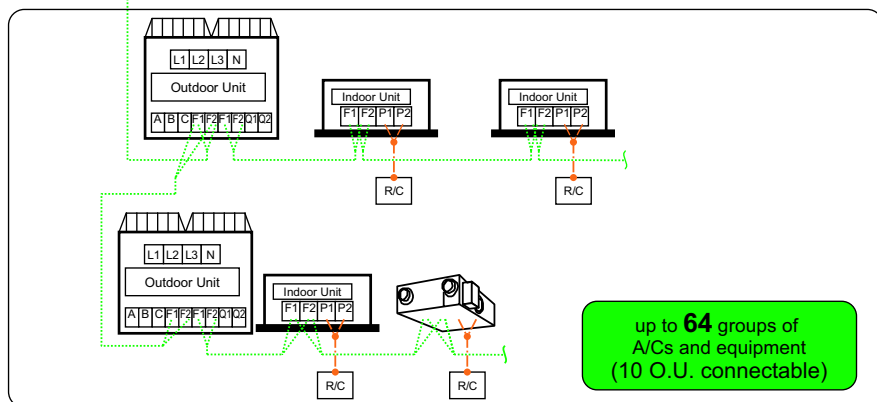 L1 L2 L3 N
Outdoor Unit
A B C F1 F2 F1 F2 Q1 Q2
Indoor Unit
F1 F2 P1 P2
R/C
Indoor Unit
F1 F2 P1 P2
R/C
L1 L2 L3 N
Outdoor Unit
A B C F1 F2 F1 F2 Q1 Q2
Indoor Unit
F1 F2 P1 P2
R/C
R/C
up to 64 groups of
A/Cs and equipment
(10 O.U. connectable)